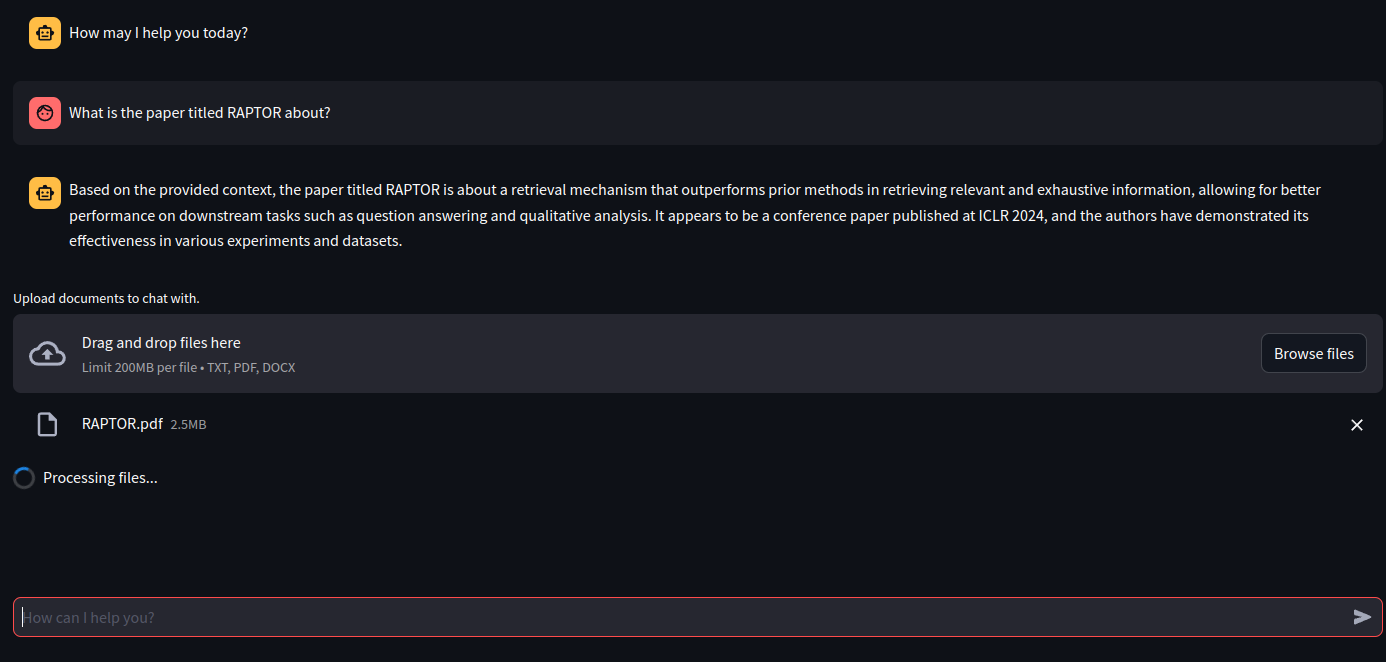 How may I help you today?
What is the paper titled RAPTOR about?
Based on the provided context, the paper titled RAPTOR is about a retrieval mechanism that outperforms prior methods in retrieving relevant and exhaustive information, allowing for better
performance on downstream tasks such as question answering and qualitative analysis. It appears to be a conference paper published at ICLR 2024, and the authors have demonstrated its
effectiveness in various experiments and datasets.
Upload documents to chat with.
Drag and drop files here
Limit 200MB per file • TXT, PDF, DOCX
Browse files
RAPTOR.pdf 2.5MB
Processing files...
How can I help you?